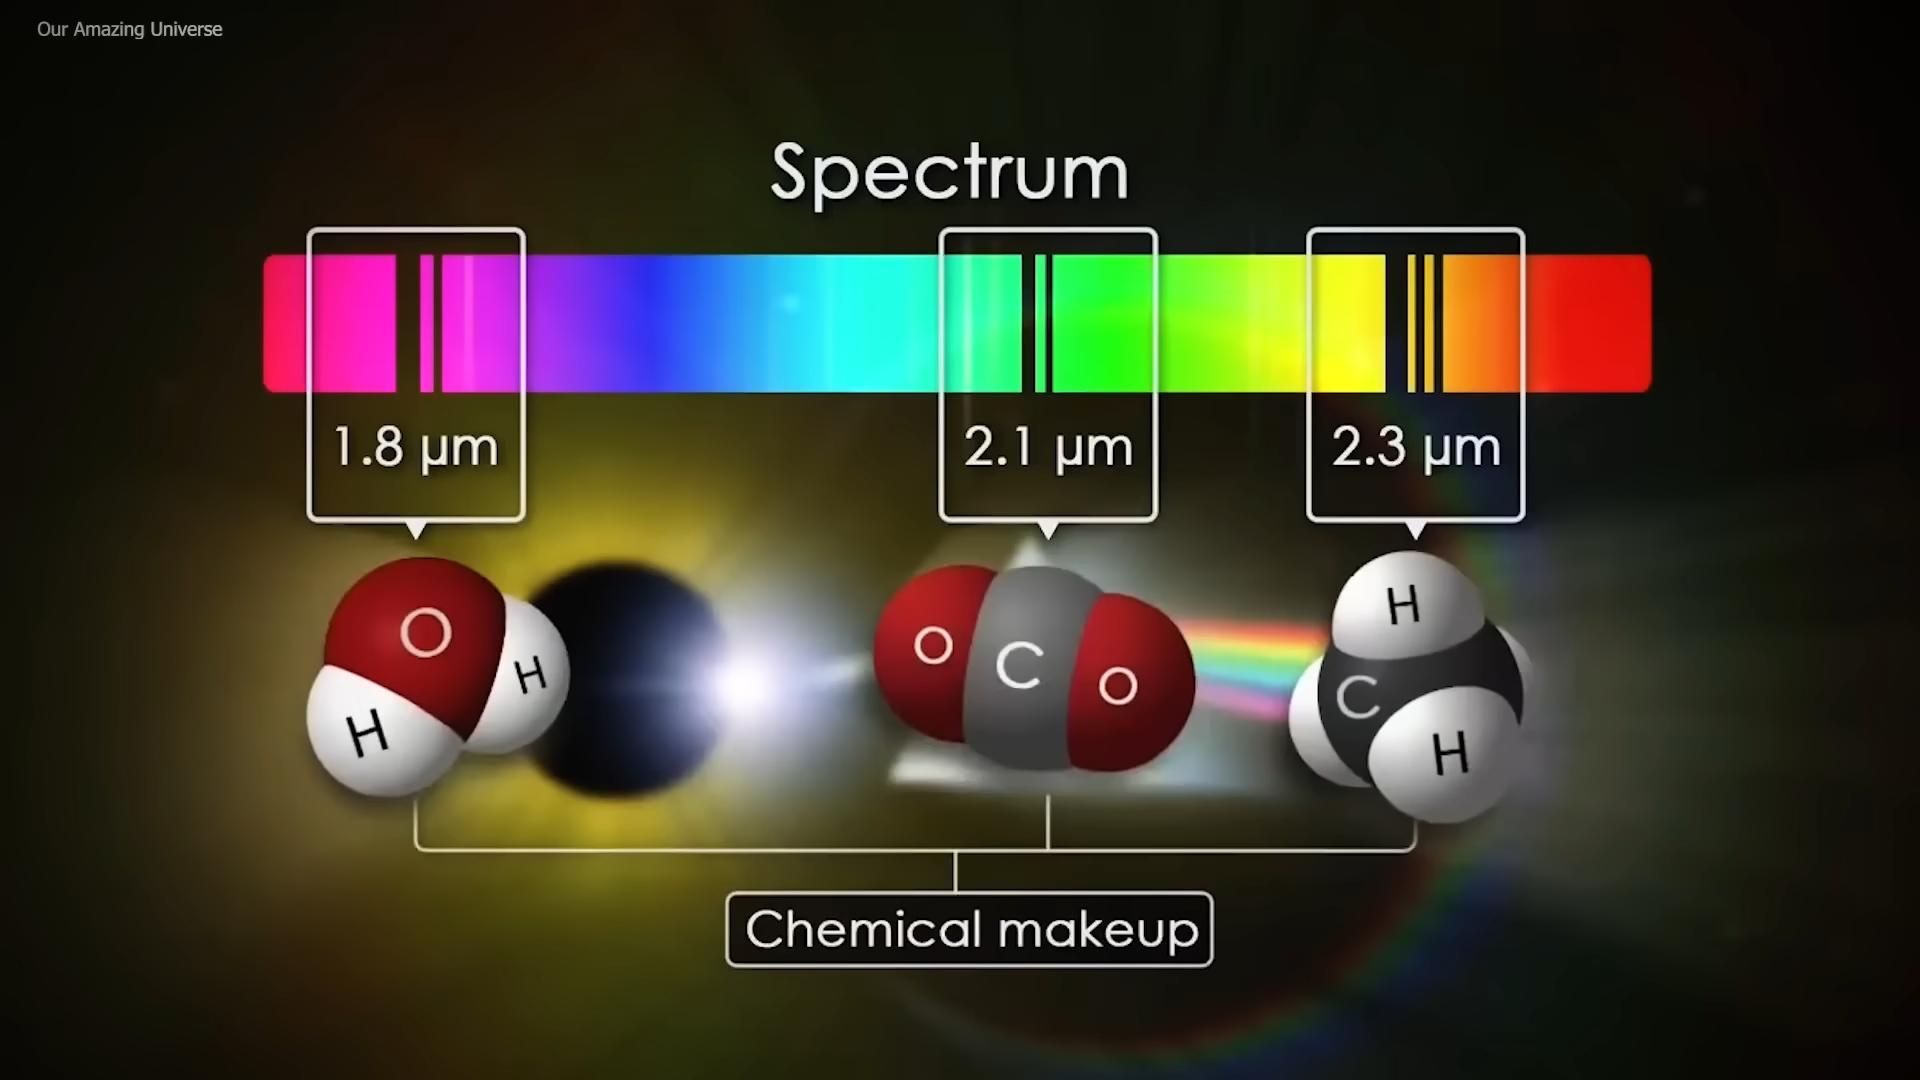 Our Amazing Universe
Spectrum
1.8 μm
2.1 μm
2.3 μm
O
H
H
O
C
O
H
C
H
Chemical makeup